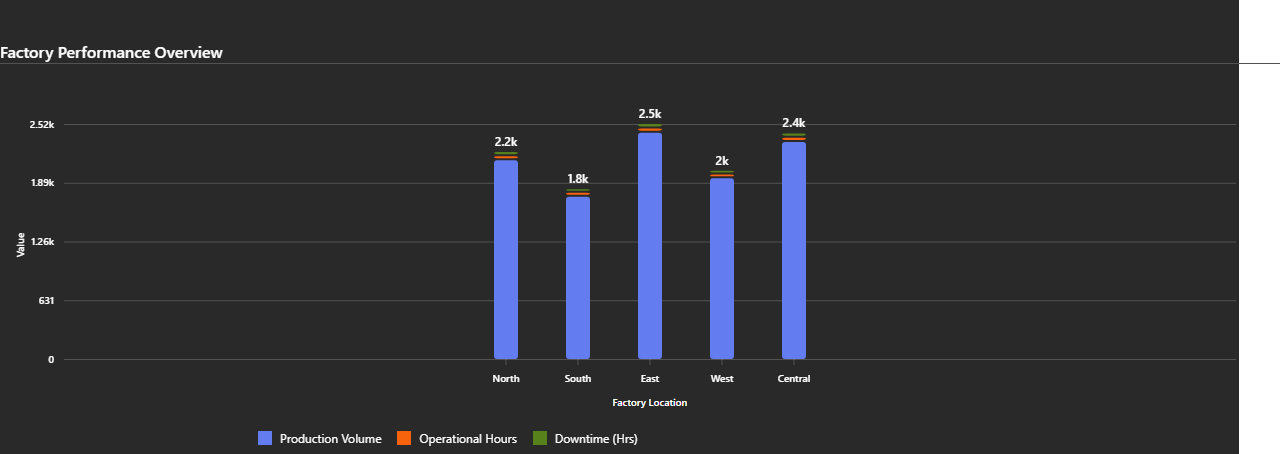 Factory Performance Overview
2.52k
1.89k
1.26k
631
0
Value
2.2k
1.8k
2.5k
2k
2.4k
North South East West Central
Factory Location
Production Volume Operational Hours Downtime (Hrs)